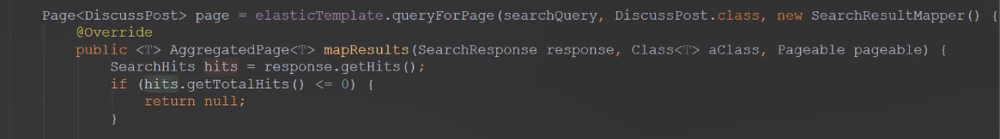 Page<DiscussPost> page = elasticTemplate.queryForPage(searchQuery, DiscussPost.class, new SearchResultMapper() {
@Override
public <T> AggregatedPage<T> mapResults(SearchResponse response, Class<T> aClass, Pageable pageable) {
SearchHits hits = response.getHits();
if (hits.getTotalHits() <= 0) {
return null;
}